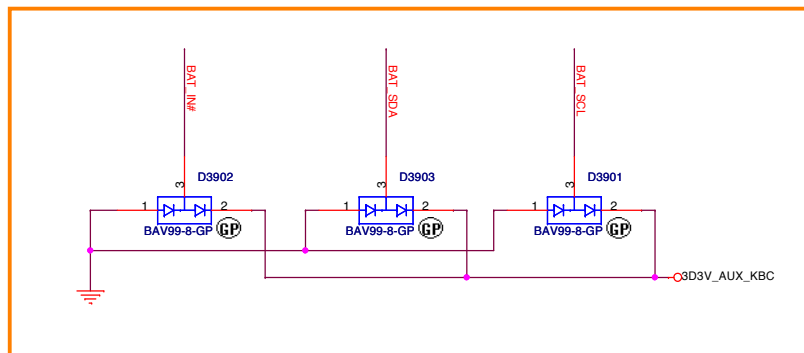 BAT_IN#
BAT_SDA
BAT_SCL
3
D3902
3
D3903
3
D3901
1
2
1
2
1
2
BAV99-8-GP
GP
BAV99-8-GP
GP
BAV99-8-GP
GP
3D3V_AUX_KBC